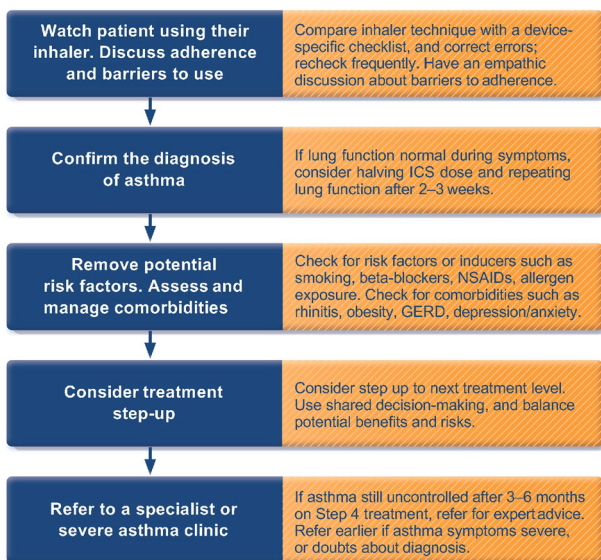 Watch patient using their
inhaler. Discuss adherence
and barriers to use
Compare inhaler technique with a device-
specific checklist, and correct errors;
recheck frequently. Have an empathic
discussion about barriers to adherence.
Confirm the diagnosis
of asthma
If lung function normal during symptoms,
consider halving ICS dose and repeating
lung function after 2–3 weeks.
Remove potential
risk factors. Assess and
manage comorbidities
Check for risk factors or inducers such as
smoking, beta-blockers, NSAIDs, allergen
exposure. Check for comorbidities such as
rhinitis, obesity, GERD, depression/anxiety.
Consider treatment
step-up
Consider step up to next treatment level.
Use shared decision-making, and balance
potential benefits and risks.
Refer to a specialist or
severe asthma clinic
If asthma still uncontrolled after 3–6 months
on Step 4 treatment, refer for expert advice.
Refer earlier if asthma symptoms severe,
or doubts about diagnosis.